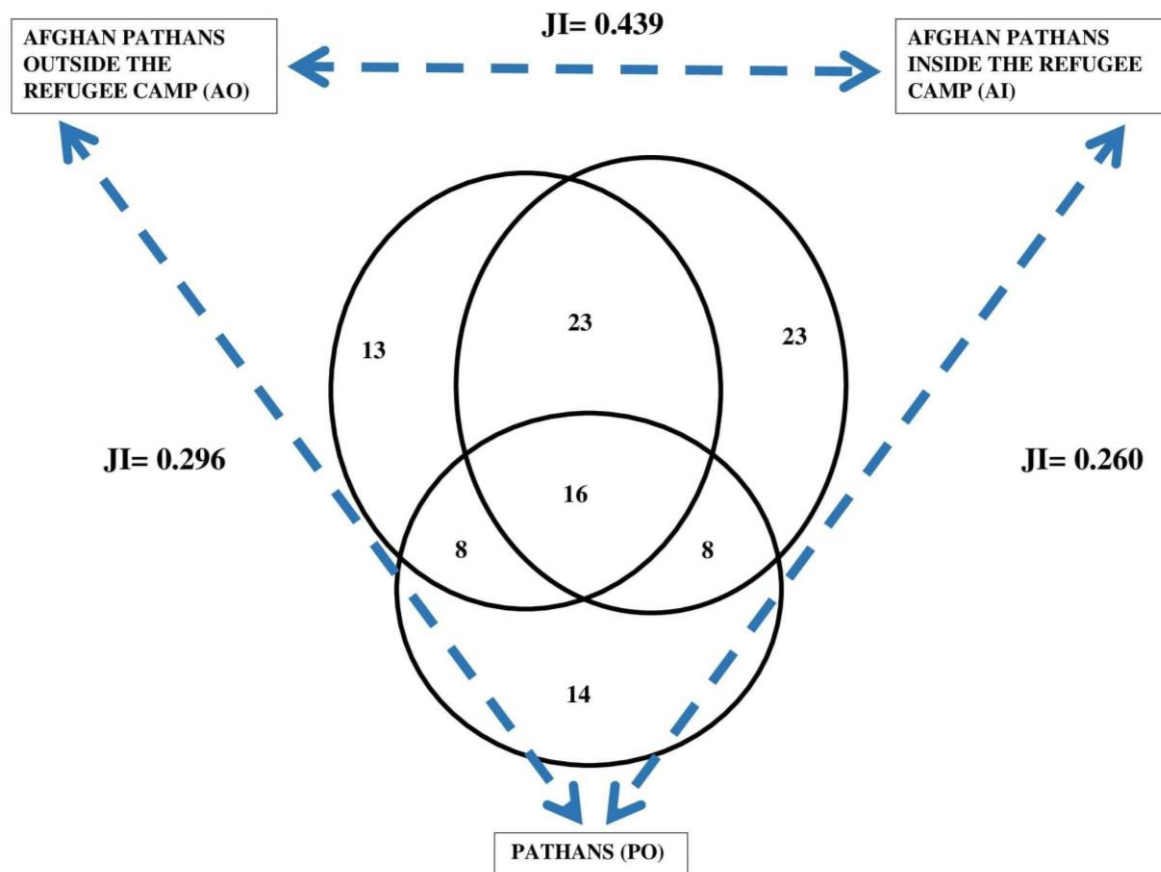 JI= 0.439
AFGHAN PATHANS
OUTSIDE THE
REFUGEE CAMP (AO)
AFGHAN PATHANS
INSIDE THE REFUGEE
CAMP (AI)
23
13
23
JI= 0.296
JI= 0.260
16
8
8
14
PATHANS (PO)